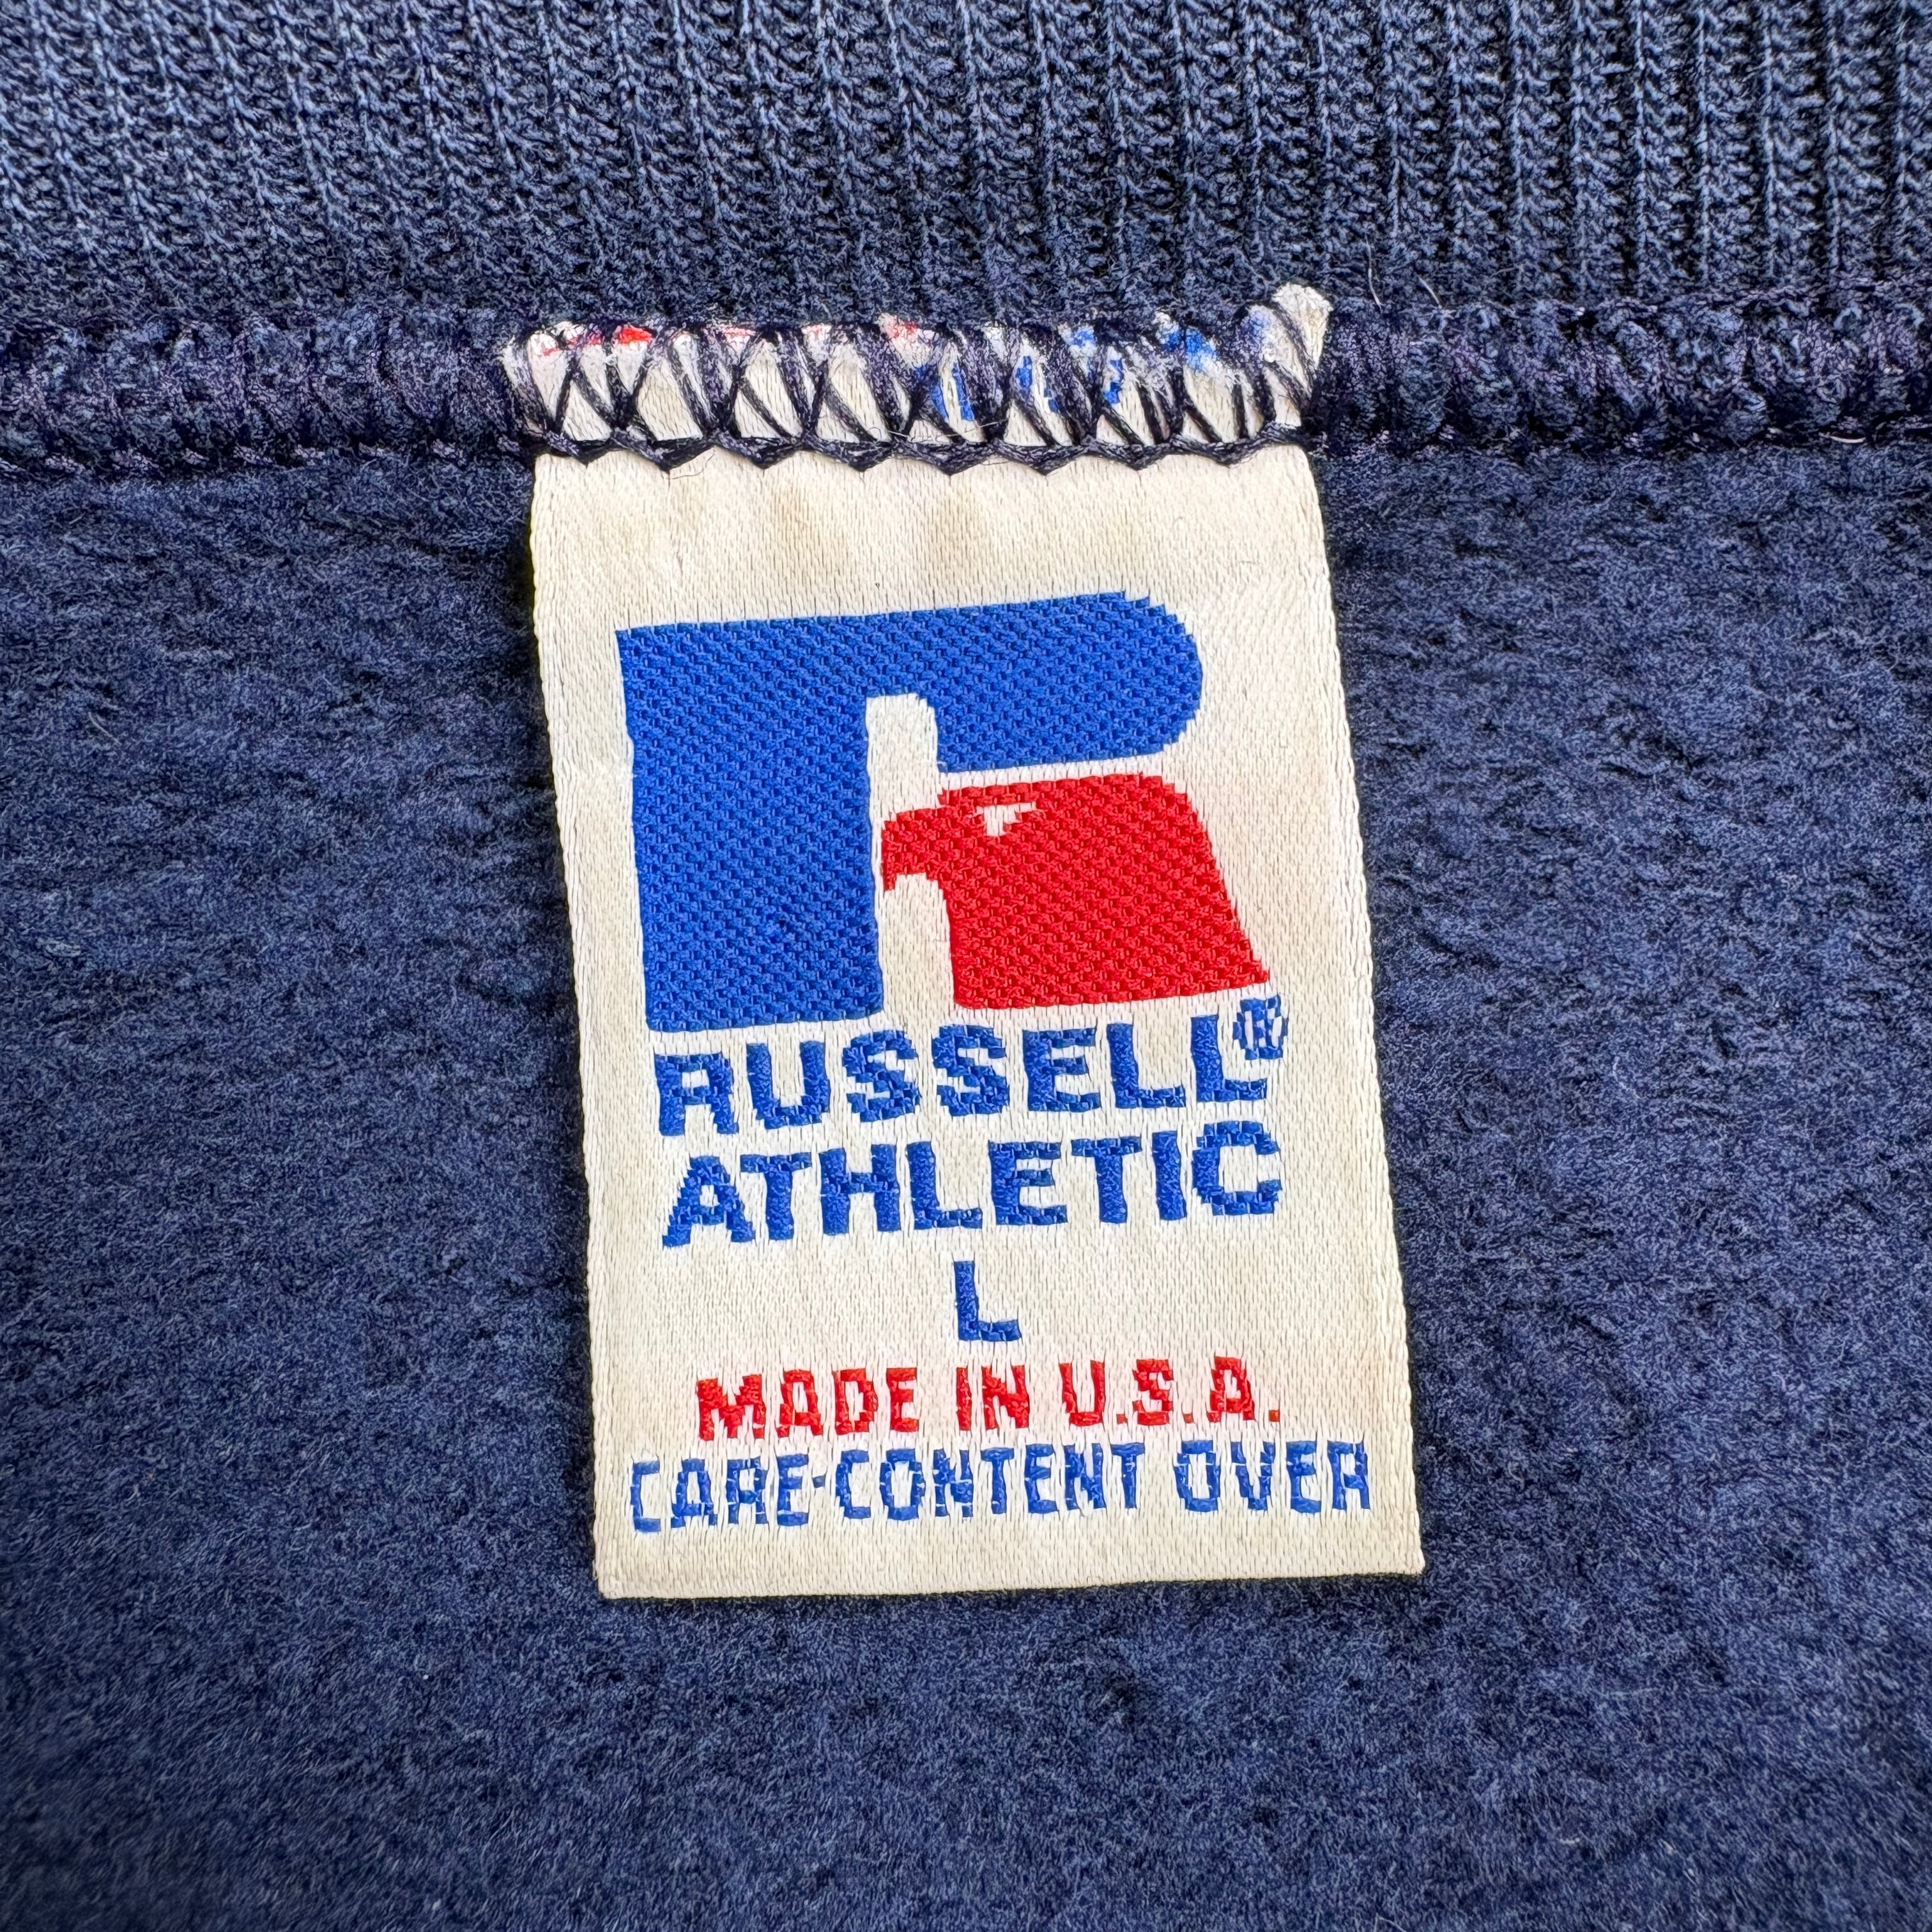 RUSSELL®
ATHLETIC
L
MADE IN U.S.A.
CARE·CONTENT OVER